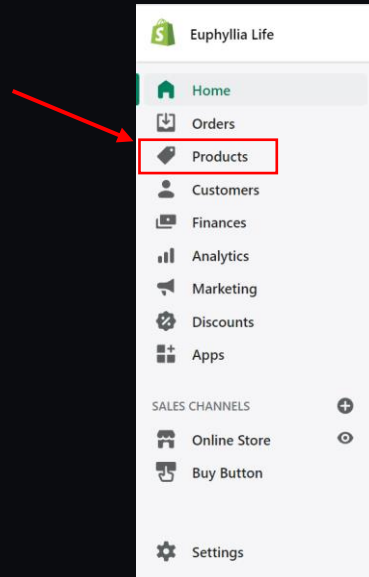 Euphyllia Life
Home
Orders
Products
Customers
Finances
Analytics
Marketing
Discounts
Apps
SALES CHANNELS
Online Store
Buy Button
Settings